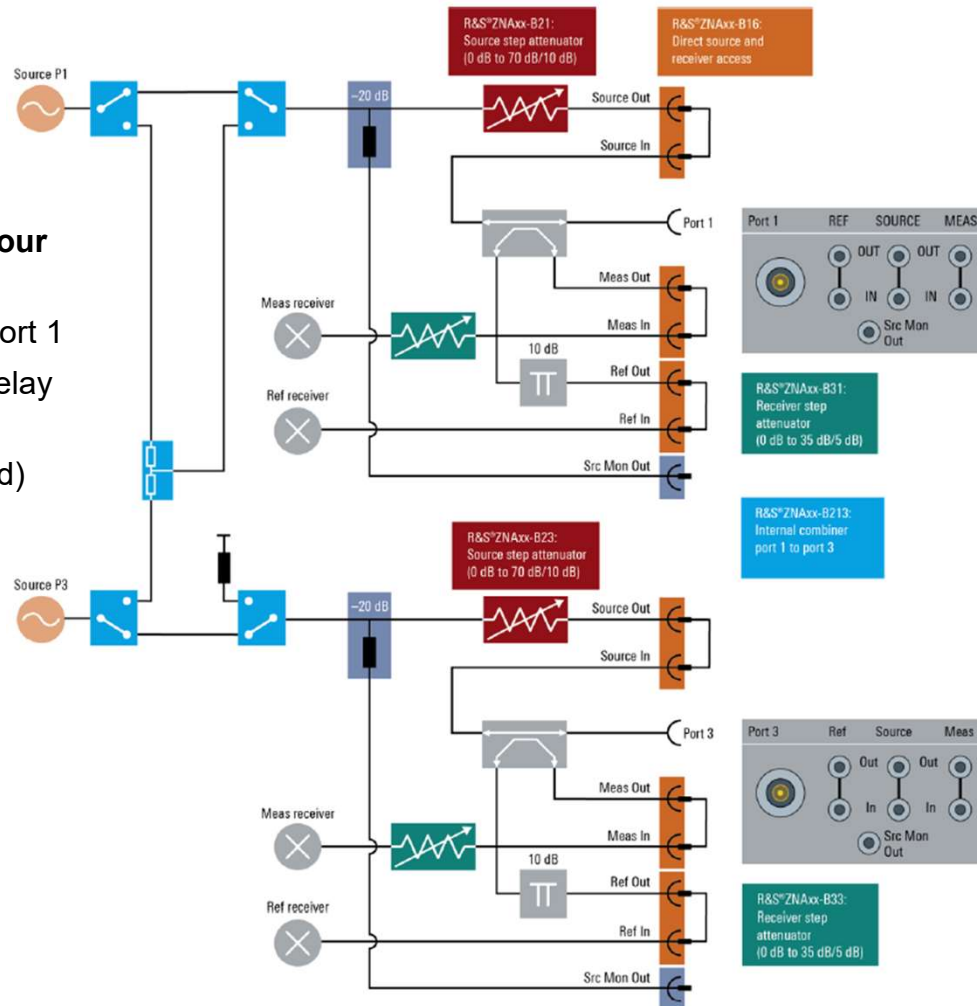 R&S®ZNAxx-B21:
Source step attenuator
(0 dB to 70 dB/10 dB)
R&S®ZNAxx-B16:
Direct source and
receiver access
Source P1
–20 dB
Source Out
Source In
our
Port 1
Port 1 REF SOURCE MEAS
OUT OUT
IN IN
Src Mon
Out
Meas Out
Meas receiver
Meas In
ort 1
10 dB
elay
Ref Out
Ref receiver
Ref In
R&S®ZNAxx-B31:
Receiver step
attenuator
(0 dB to 35 dB/5 dB)
d)
Src Mon Out
R&S®ZNAxx-B213:
Internal combiner
port 1 to port 3
R&S®ZNAxx-B23:
Source step attenuator
(0 dB to 70 dB/10 dB)
Source P3
–20 dB
Source Out
Source In
Port 3
Port 3 Ref Source Meas
Out Out
In In
Src Mon
Out
Meas Out
Meas receiver
Meas In
10 dB
Ref Out
Ref receiver
Ref In
R&S®ZNAxx-B33:
Receiver step
attenuator
(0 dB to 35 dB/5 dB)
Src Mon Out